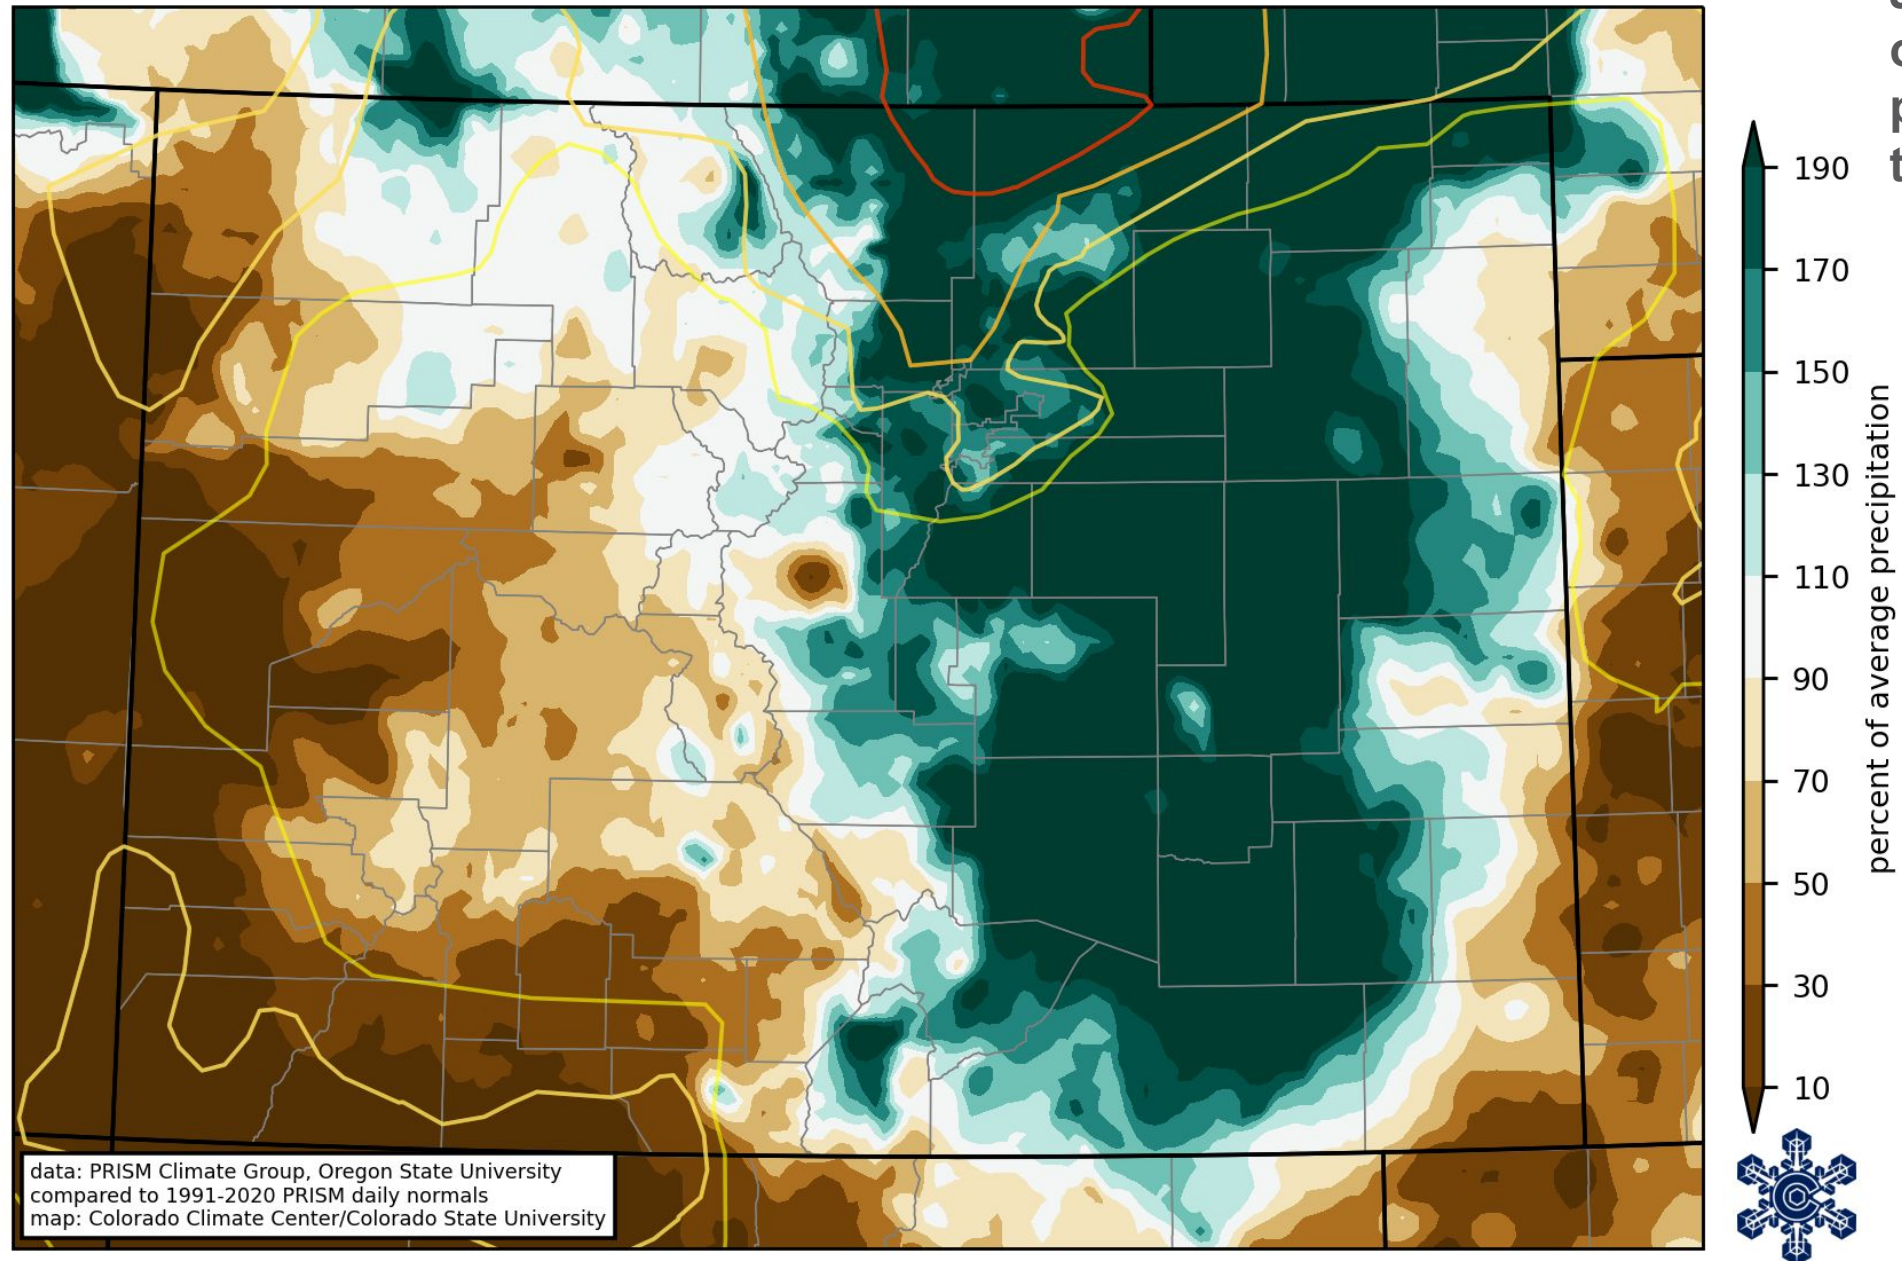 190
170
150
130
110
90
70
50
30
10
percent of average precipitation
data: PRISM Climate Group, Oregon State University
compared to 1991-2020 PRISM daily normals
map: Colorado Climate Center/Colorado State University